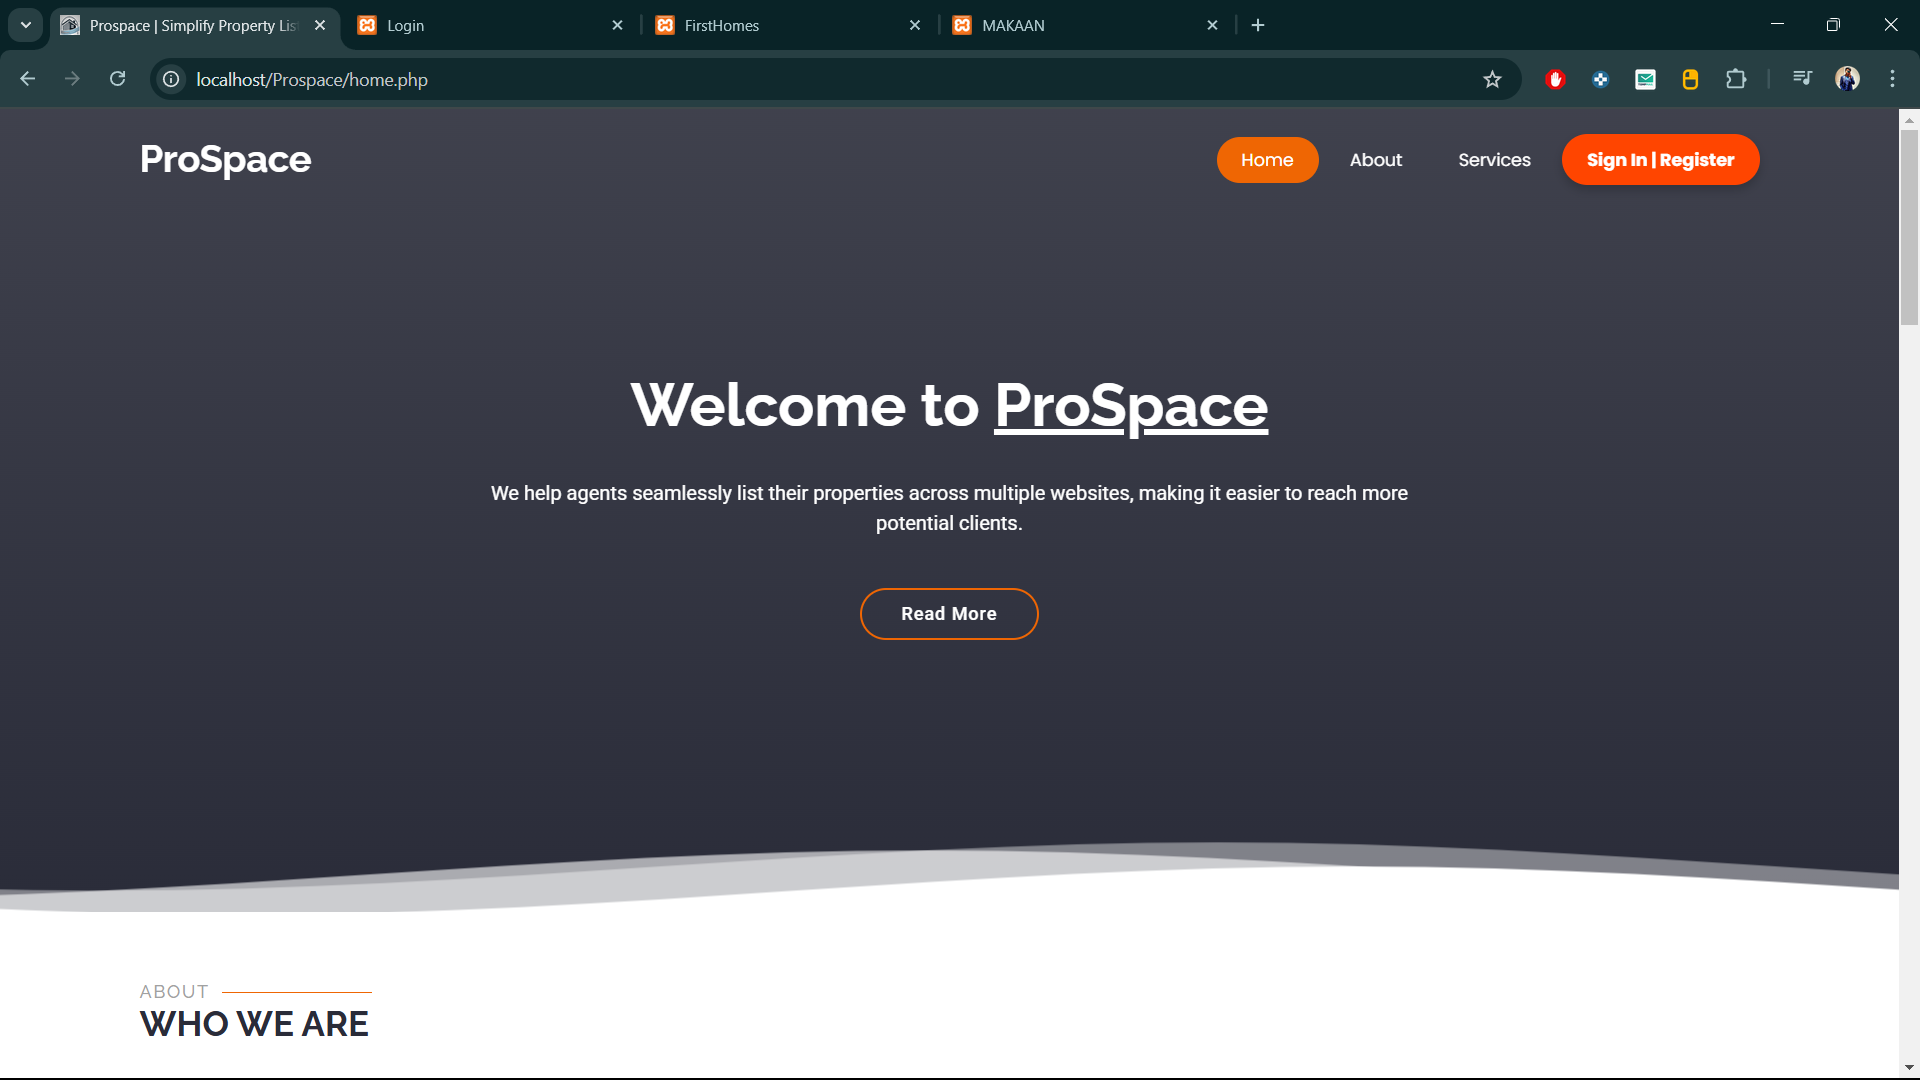 Prospace | Simplify Property Lis
Login
FirstHomes
MAKAAN
localhost/Prospace/home.php
ProSpace
Home
About
Services
Sign In | Register
Welcome to ProSpace
We help agents seamlessly list their properties across multiple websites, making it easier to reach more
potential clients.
Read More
ABOUT
WHO WE ARE